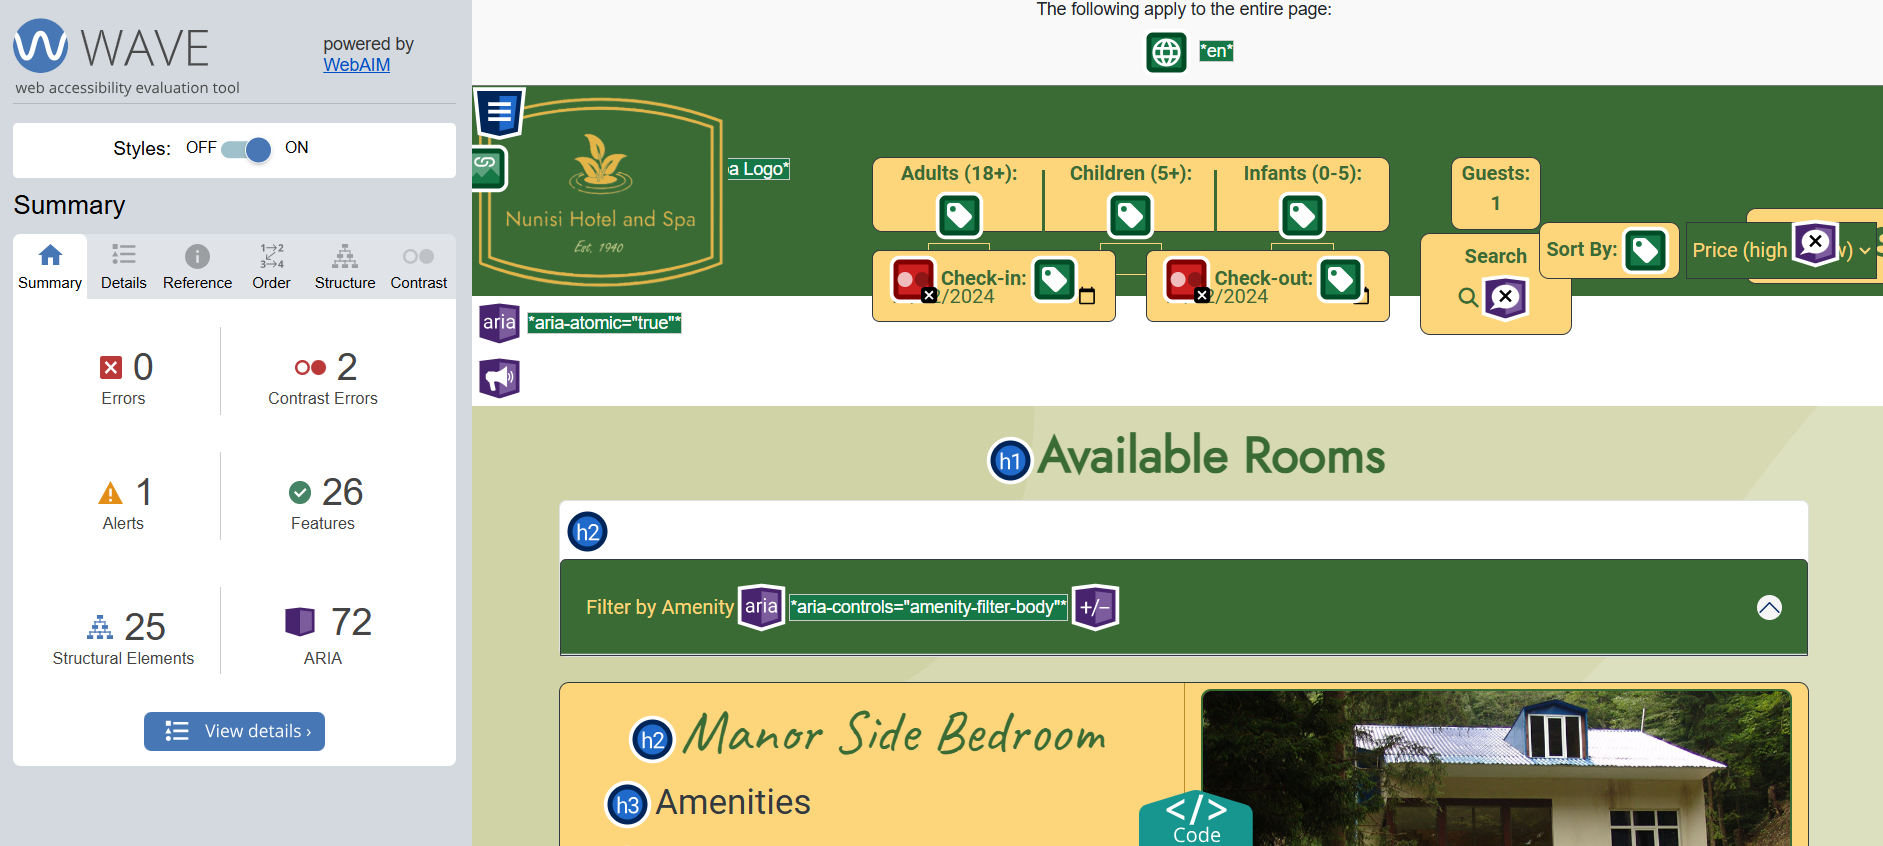 WAVE
powered by
WebAIM
web accessibility evaluation tool
Styles: OFF ON
Summary
Summary Details Reference Order Structure Contrast
0
Errors
2
Contrast Errors
1
Alerts
26
Features
25
Structural Elements
72
ARIA
View details ›
The following apply to the entire page:
*en*
Nunisi Hotel and Spa
Est. 1940
a Logo*
Adults (18+):
Children (5+):
Infants (0-5):
Guests:
1
Check-in:
2/2024
Check-out:
2/2024
Search
Sort By:
Price (high
aria *aria-atomic="true"*
h1 Available Rooms
h2
Filter by Amenity aria *aria-controls="amenity-filter-body"* +/-
h2 Manor Side Bedroom
h3 Amenities
</>
Code